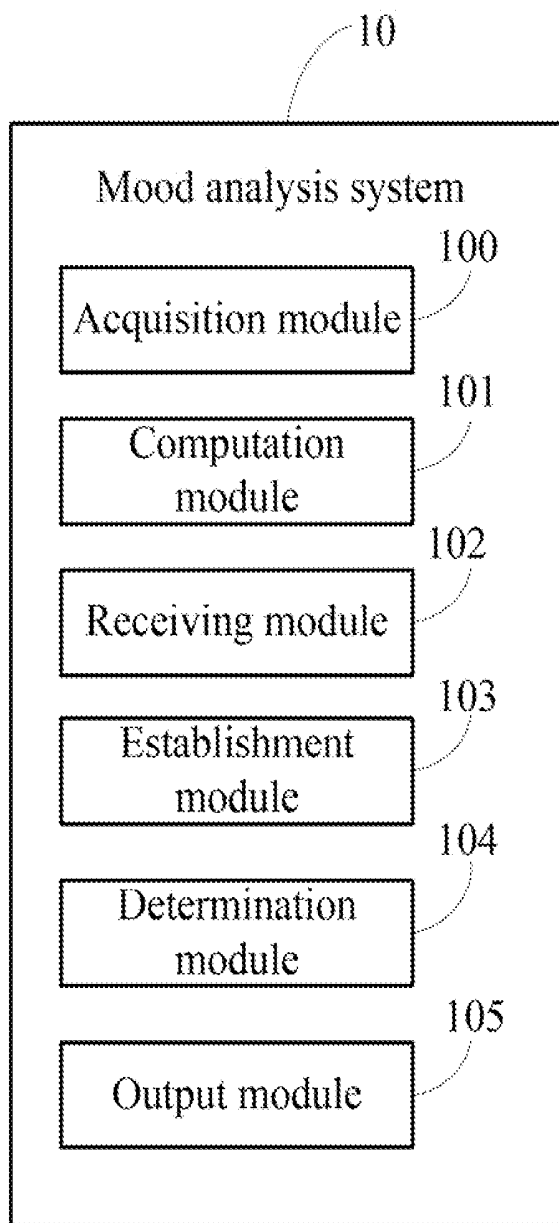 10
Mood analysis system
100
Acquisition module
101
Computation
module
102
Receiving module
103
Establishment
module
104
Determination
module
105
Output module